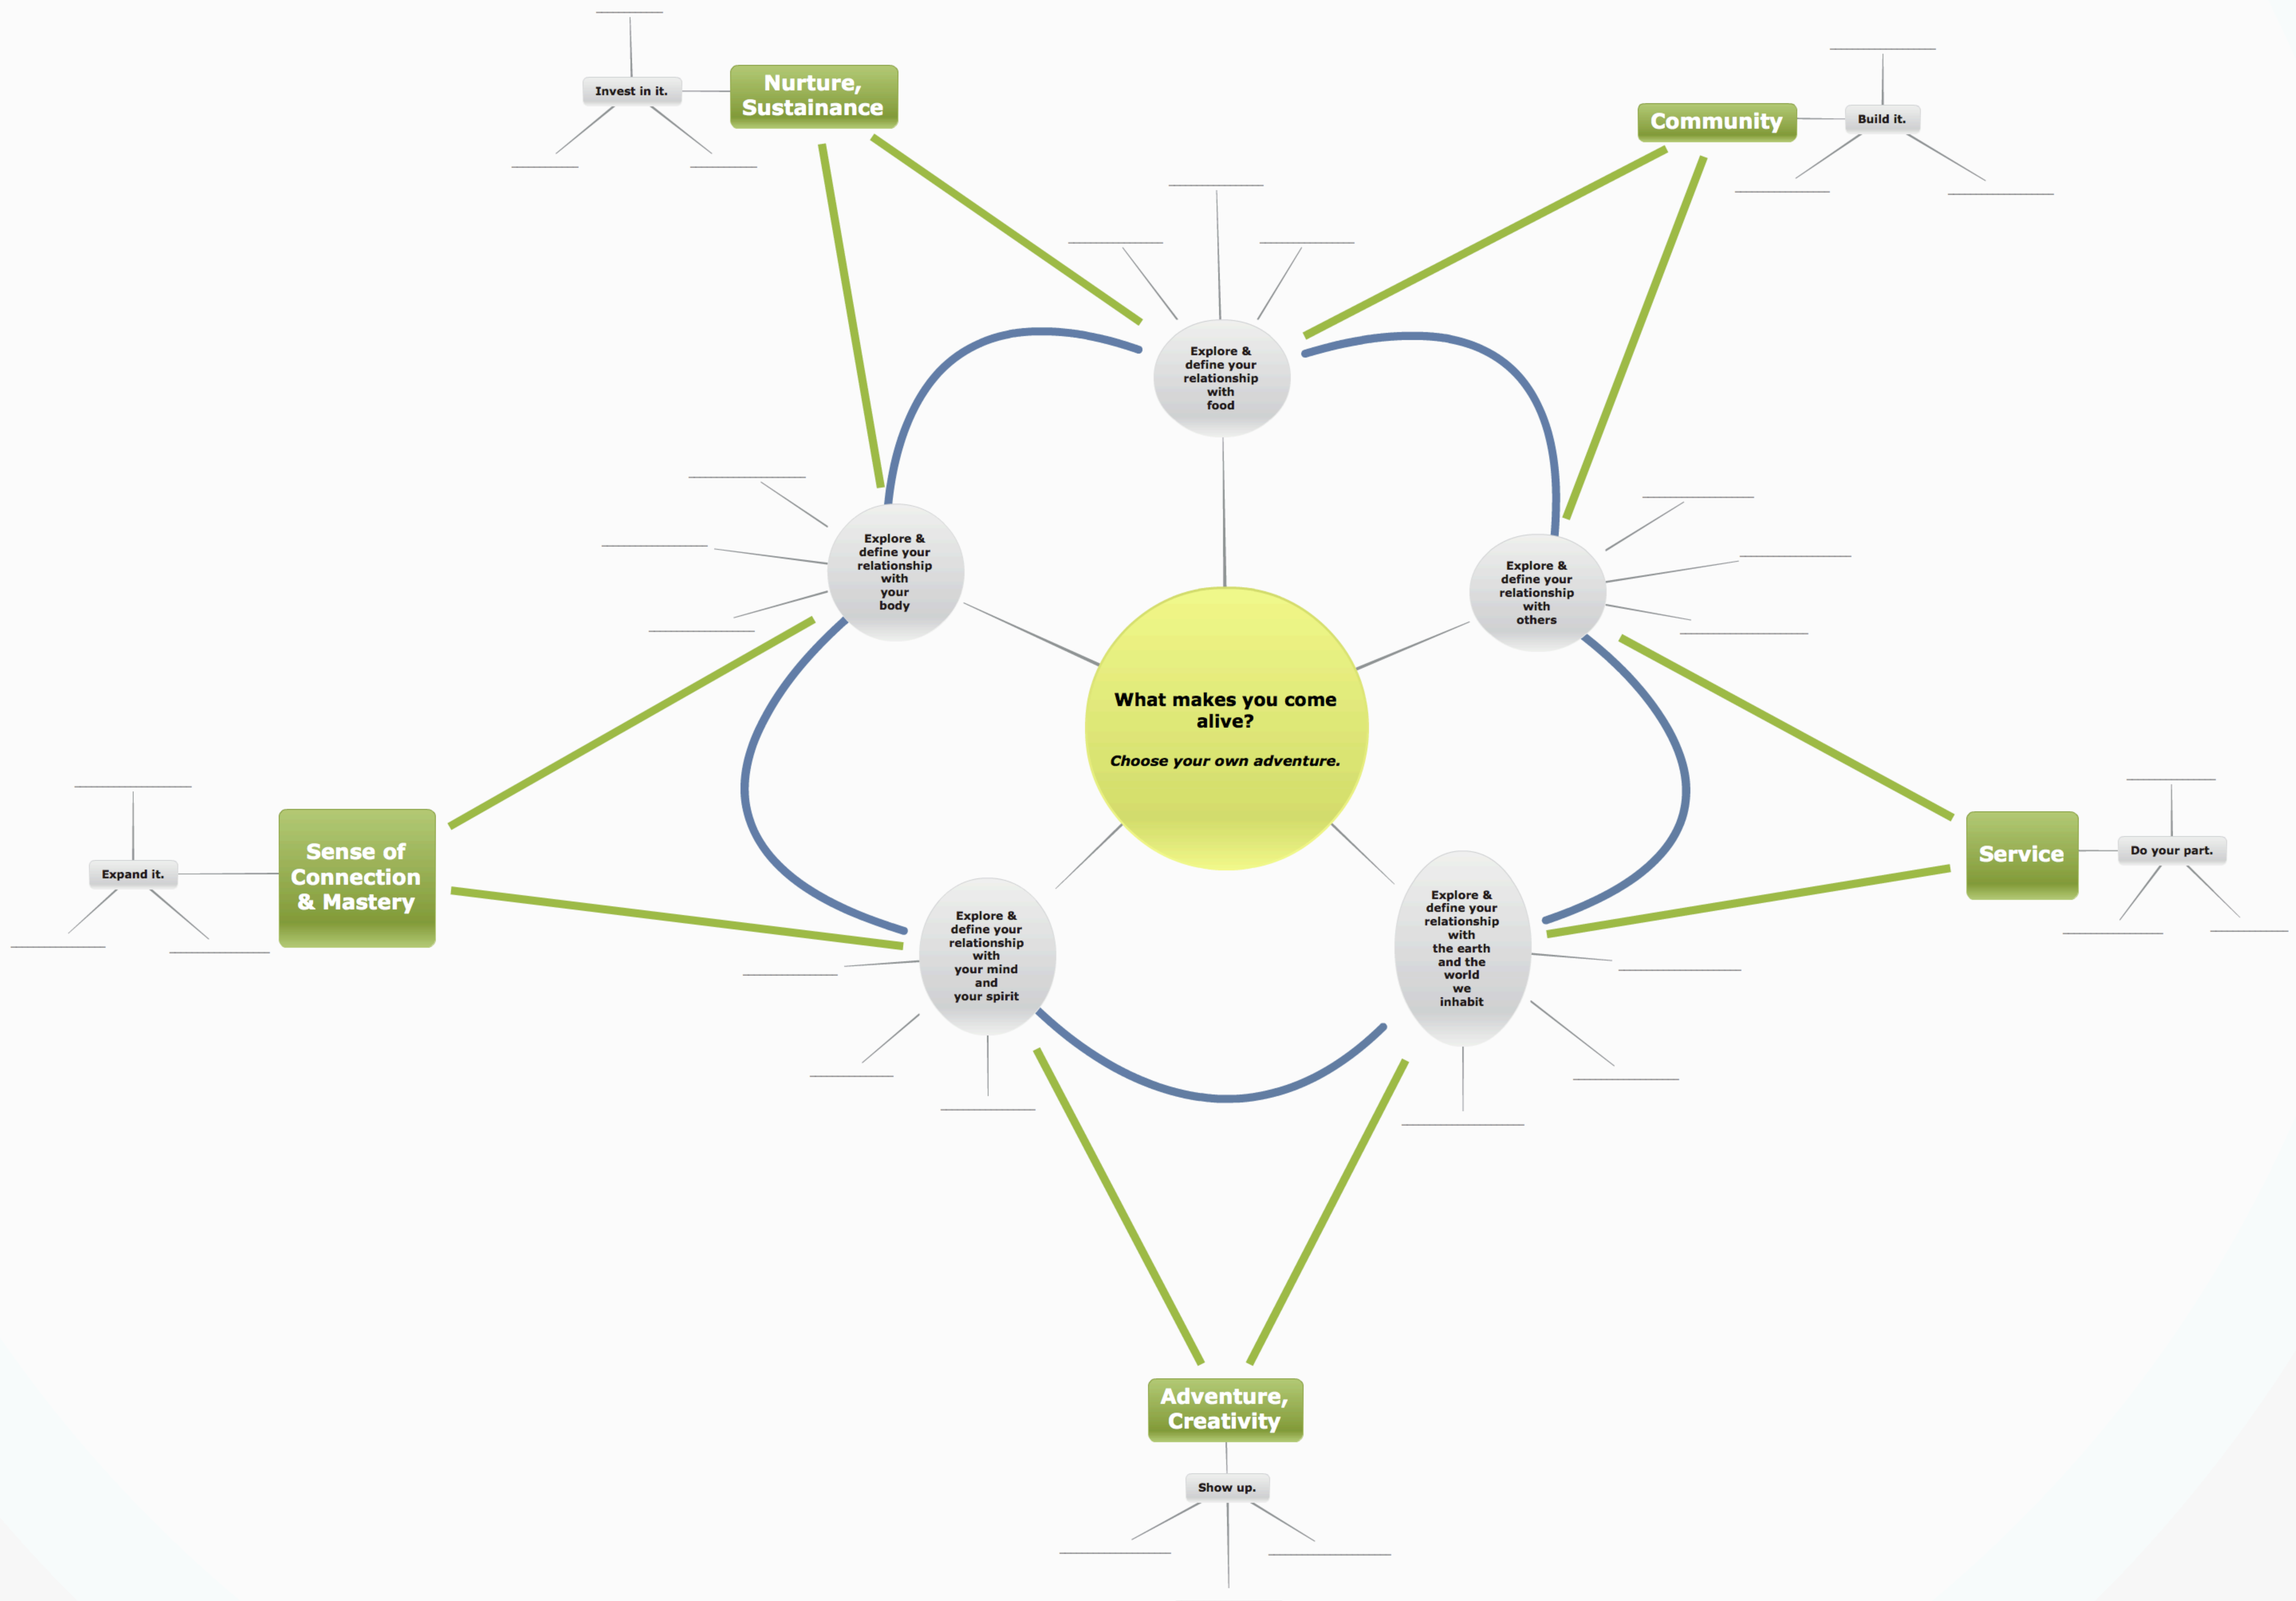 Invest in it.
Nurture,
Sustainance
Community
Build it.
Explore &
define your
relationship
with
food
Explore &
define your
relationship
with
your
body
Explore &
define your
relationship
with
others
What makes you come
alive?
Choose your own adventure.
Expand it.
Sense of
Connection
& Mastery
Service
Do your part.
Explore &
define your
relationship
with
your mind
and
your spirit
Explore &
define your
relationship
with
the earth
and the
world
we
inhabit
Adventure,
Creativity
Show up.